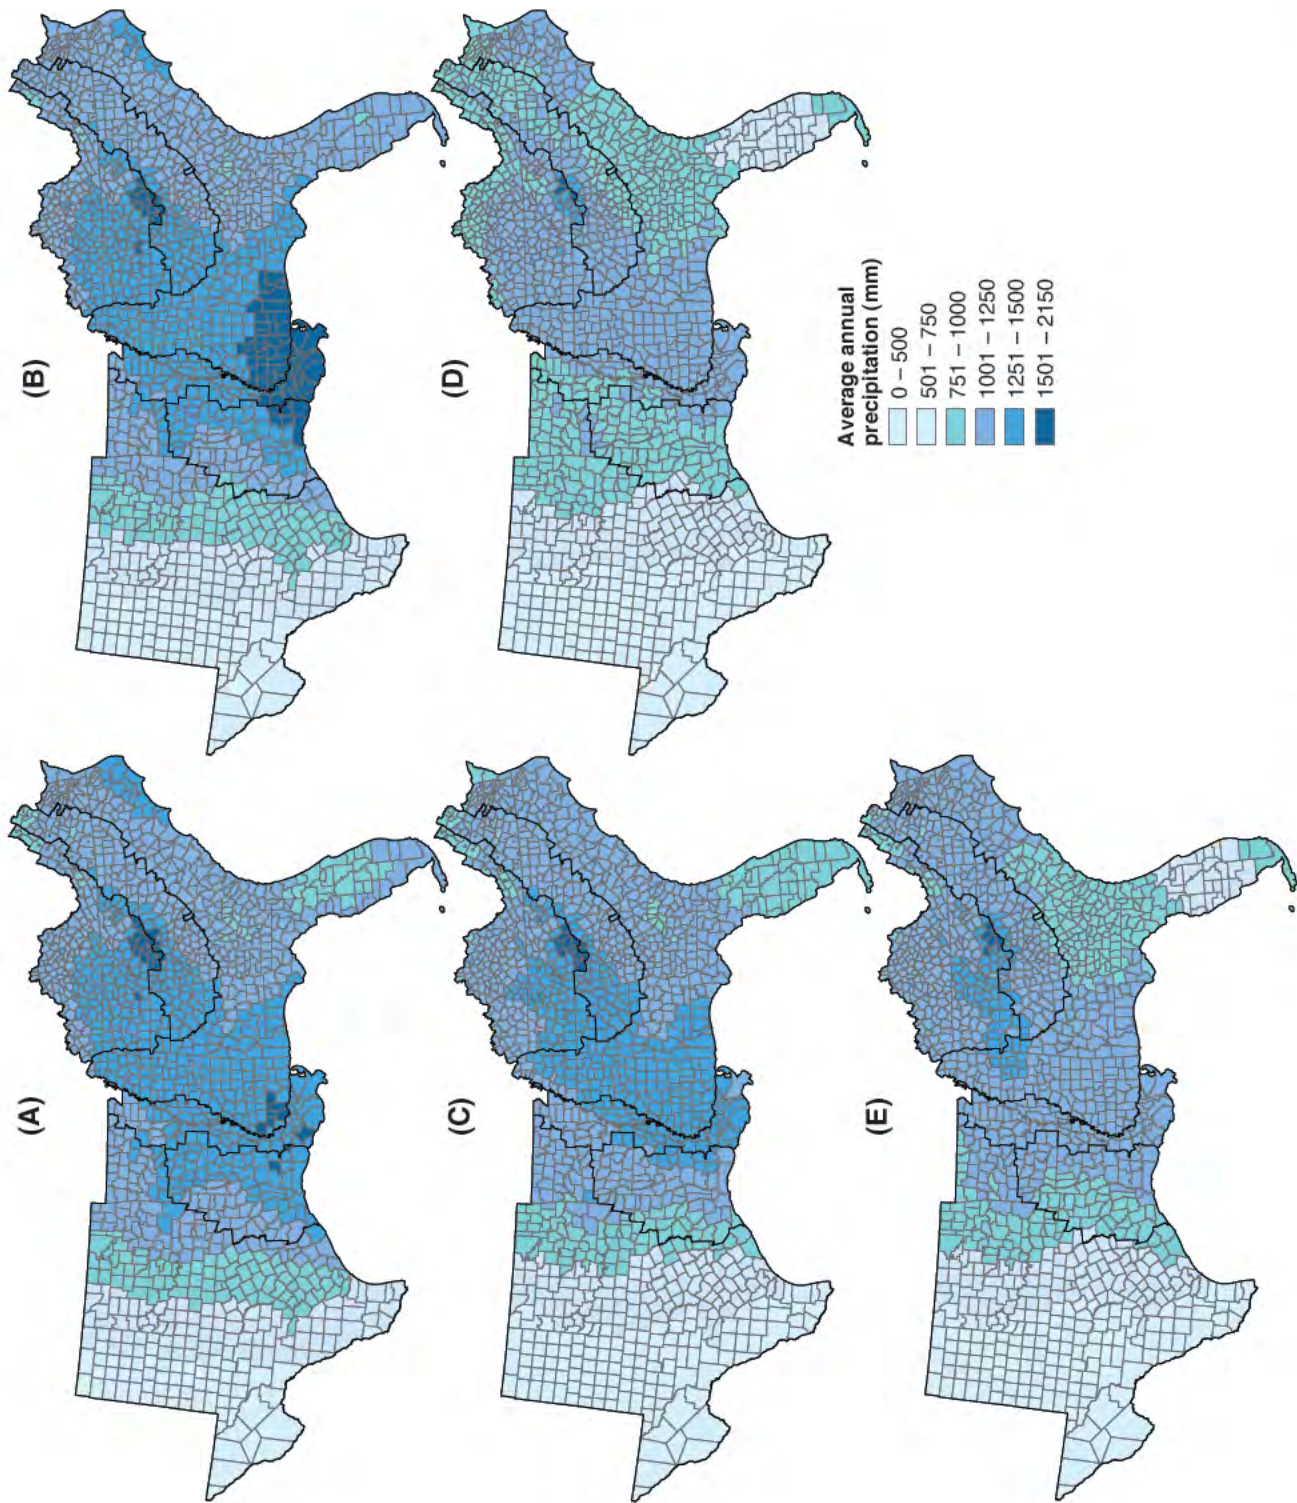 (A)
(B)
(C)
(D)
(E)
Average annual
precipitation (mm)
0 – 500
501 – 750
751 – 1000
1001 – 1250
1251 – 1500
1501 – 2150